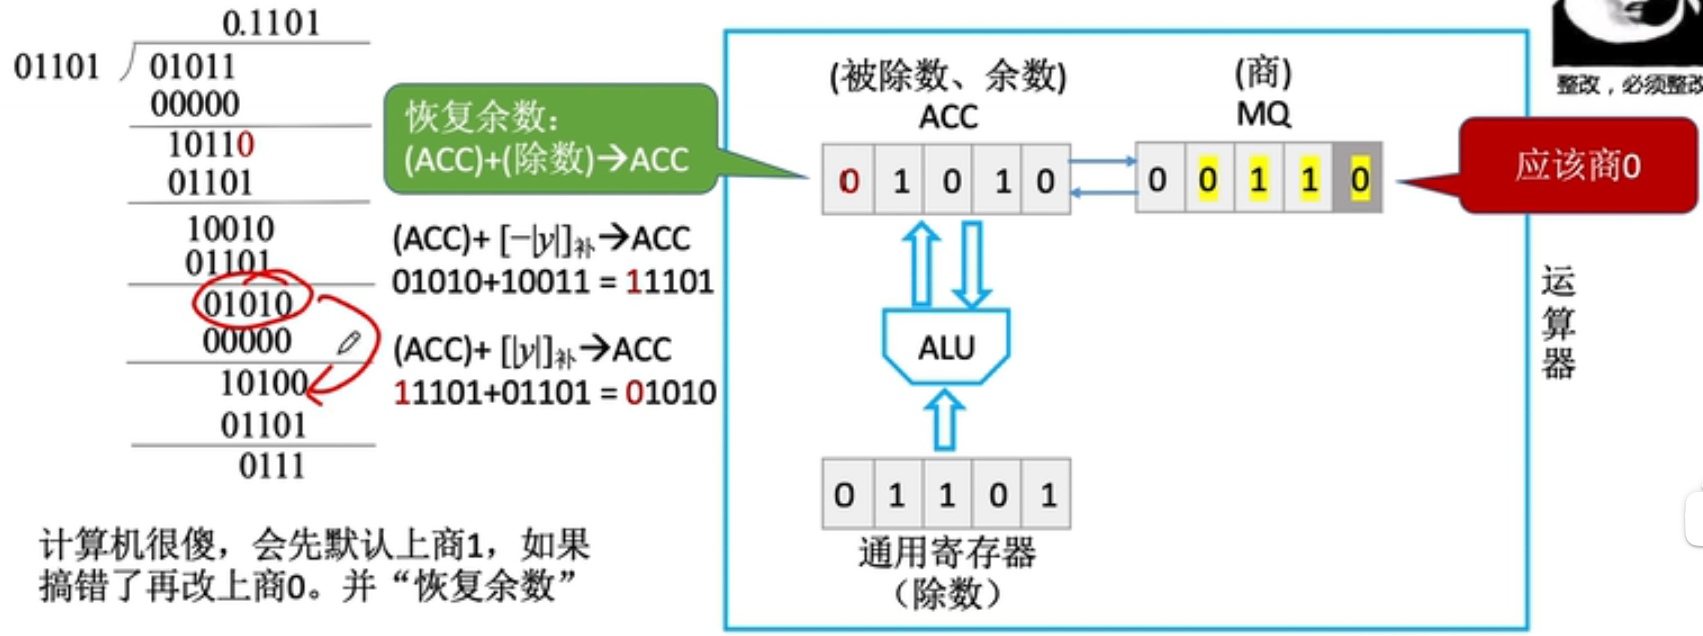 0.1101
01101
01011
00000
10110
01101
10010
01101
01010
00000
10100
01101
0111
计算机很傻，会先默认上商1，如果
搞错了再改上商0。并“恢复余数”
恢复余数：
(ACC)+(除数)→ACC
(ACC)+ [−|y|]补→ACC
01010+10011 = 11101
(ACC)+ [|y|]补→ACC
11101+01101 = 01010
(被除数、余数)
ACC
0 1 0 1 0
(商)
MQ
0 0 1 1 0
ALU
0 1 1 0 1
通用寄存器
（除数）
应该商0
运算器
整改，必须整改